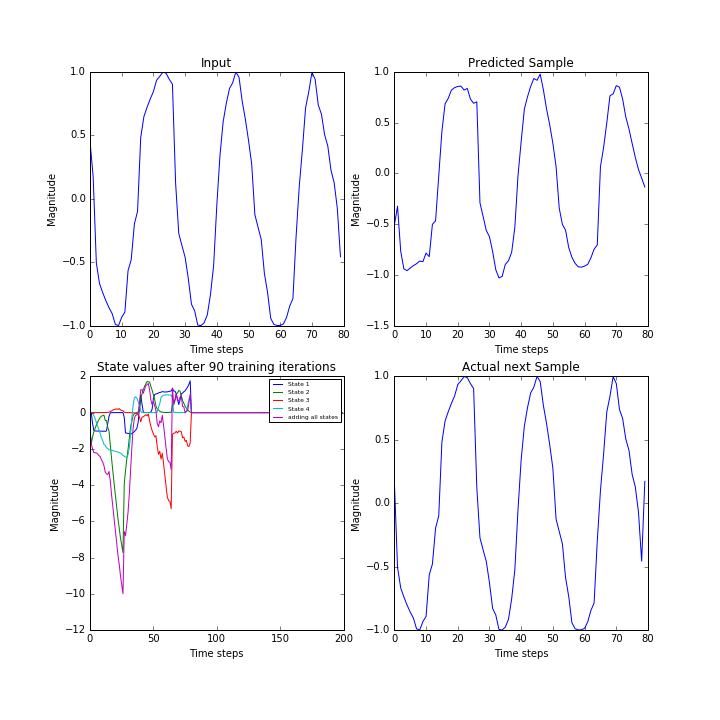 Input
1.0
0.5
0.0
−0.5
−1.0
Magnitude
0 10 20 30 40 50 60 70 80
Time steps
Predicted Sample
1.0
0.5
0.0
−0.5
−1.0
−1.5
Magnitude
0 10 20 30 40 50 60 70 80
Time steps
State values after 90 training iterations
2
0
−2
−4
−6
−8
−10
−12
Magnitude
State 1
State 2
State 3
State 4
adding all states
0 50 100 150 200
Time steps
Actual next Sample
1.0
0.5
0.0
−0.5
−1.0
Magnitude
0 10 20 30 40 50 60 70 80
Time steps